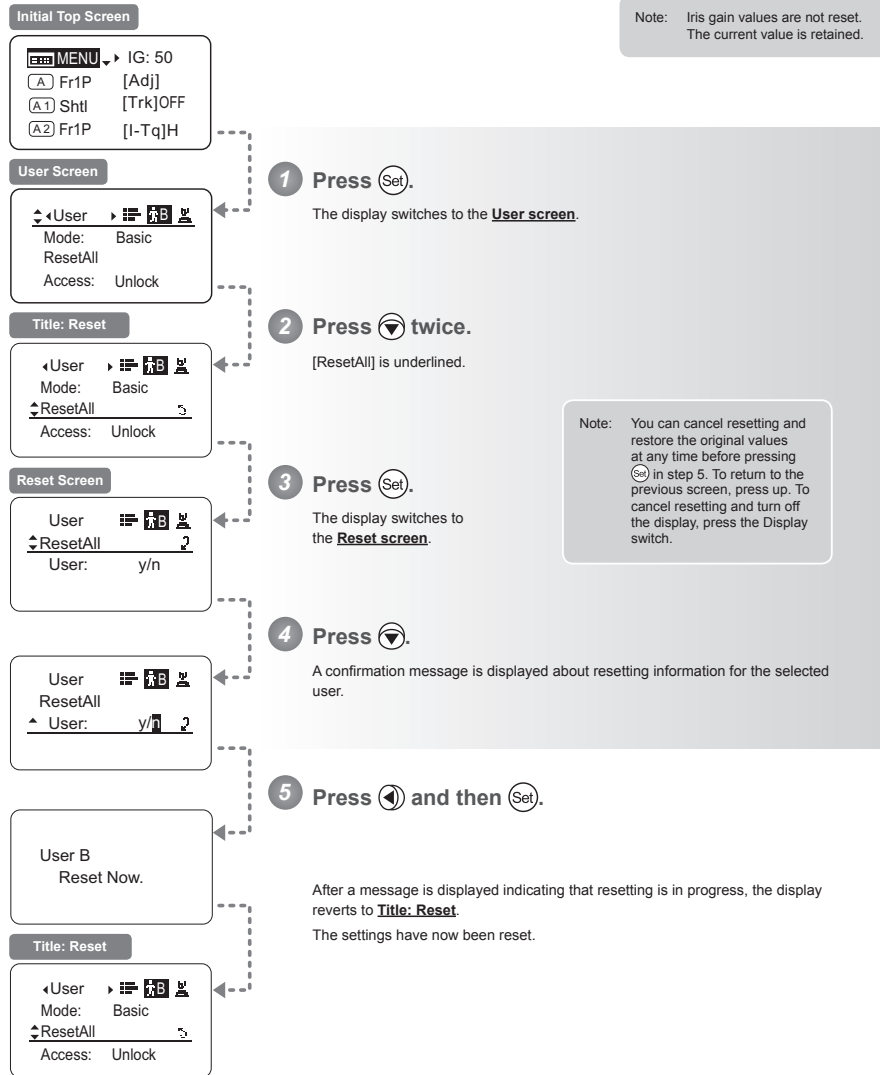 Initial Top Screen
MENU IG: 50
A Fr1P [Adj]
A1 Shtl [Trk]OFF
A2 Fr1P [I-Tq]H
Note: Iris gain values are not reset.
The current value is retained.
User Screen
User B
Mode: Basic
ResetAll
Access: Unlock
1 Press Set.
The display switches to the User screen.
Title: Reset
User B
Mode: Basic
ResetAll
Access: Unlock
2 Press twice.
[ResetAll] is underlined.
Note: You can cancel resetting and
restore the original values
at any time before pressing
Set in step 5. To return to the
previous screen, press up. To
cancel resetting and turn off
the display, press the Display
switch.
Reset Screen
User B
ResetAll
User: y/n
3 Press Set.
The display switches to
the Reset screen.
4 Press .
A confirmation message is displayed about resetting information for the selected
user.
User B
ResetAll
User: y/n
5 Press and then Set.
User B
Reset Now.
After a message is displayed indicating that resetting is in progress, the display
reverts to Title: Reset.
The settings have now been reset.
Title: Reset
User B
Mode: Basic
ResetAll
Access: Unlock